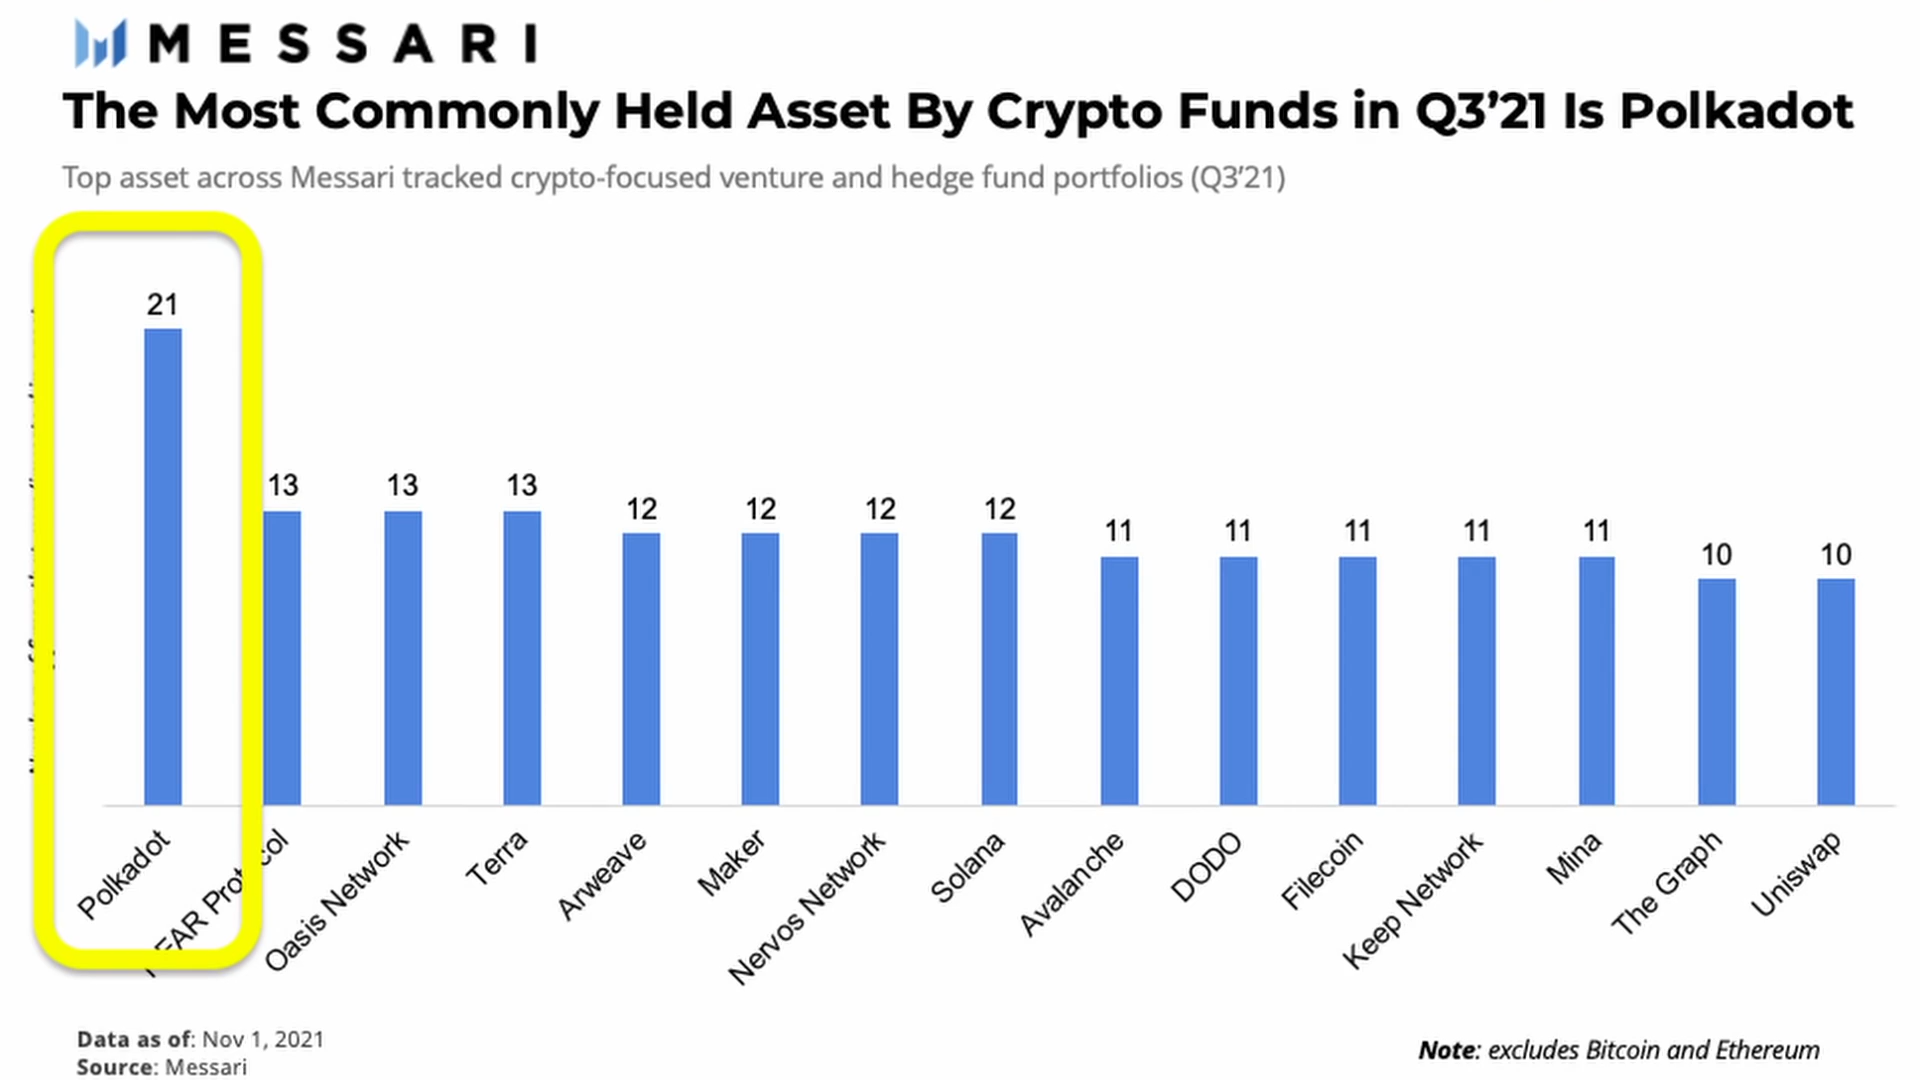 MESSARI
The Most Commonly Held Asset By Crypto Funds in Q3’21 Is Polkadot
Top asset across Messari tracked crypto-focused venture and hedge fund portfolios (Q3’21)
21
13
13
13
12
12
12
12
11
11
11
11
11
10
10
Polkadot
Oasis Network
Terra
Arweave
Maker
Nervos Network
Solana
Avalanche
DODO
Filecoin
Keep Network
Mina
The Graph
Uniswap
Data as of: Nov 1, 2021
Source: Messari
Note: excludes Bitcoin and Ethereum